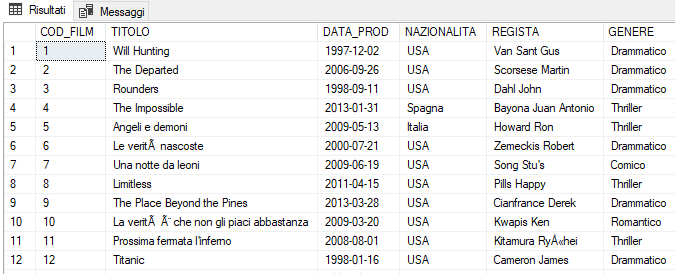 Risultati Messaggi
COD_FILM TITOLO DATA_PROD NAZIONALITA REGISTA GENERE
1 1 Will Hunting 1997-12-02 USA Van Sant Gus Drammatico
2 2 The Departed 2006-09-26 USA Scorsese Martin Drammatico
3 3 Rounders 1998-09-11 USA Dahl John Drammatico
4 4 The Impossible 2013-01-31 Spagna Bayona Juan Antonio Thriller
5 5 Angeli e demoni 2009-05-13 Italia Howard Ron Thriller
6 6 Le verità nascoste 2000-07-21 USA Zemeckis Robert Drammatico
7 7 Una notte da leoni 2009-06-19 USA Song Stu's Comico
8 8 Limitless 2011-04-15 USA Pills Happy Thriller
9 9 The Place Beyond the Pines 2013-03-28 USA Cianfrance Derek Drammatico
10 10 La verità è che non gli piaci abbastanza 2009-03-20 USA Kwapis Ken Romantico
11 11 Prossima fermata l'inferno 2008-08-01 USA Kitamura RyÅ«hei Thriller
12 12 Titanic 1998-01-16 USA Cameron James Drammatico